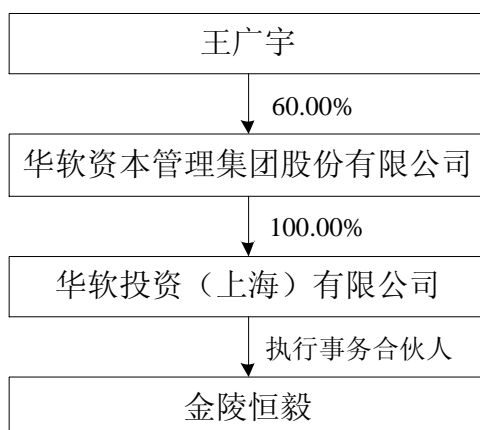 王广宇
60.00%
华软资本管理集团股份有限公司
100.00%
华软投资（上海）有限公司
执行事务合伙人
金陵恒毅